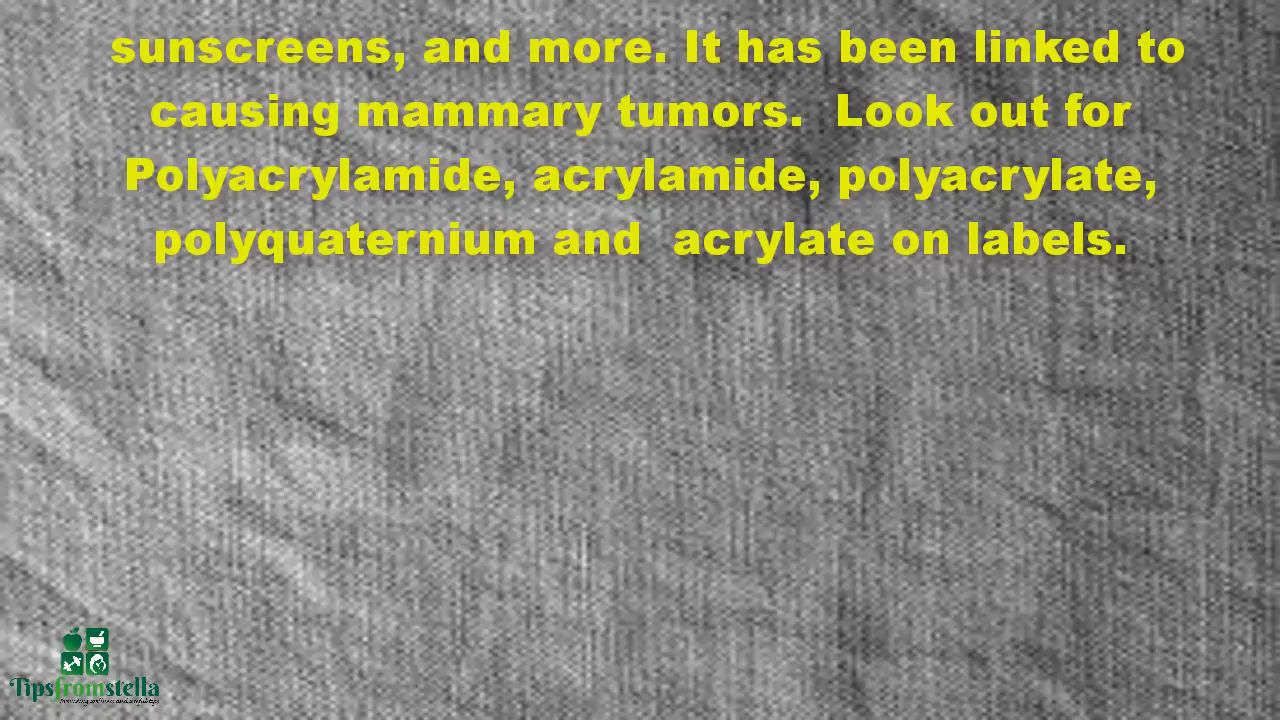 sunscreens, and more. It has been linked to
causing mammary tumors.  Look out for
Polyacrylamide, acrylamide, polyacrylate,
polyquaternium and  acrylate on labels.
Tipsfromstella